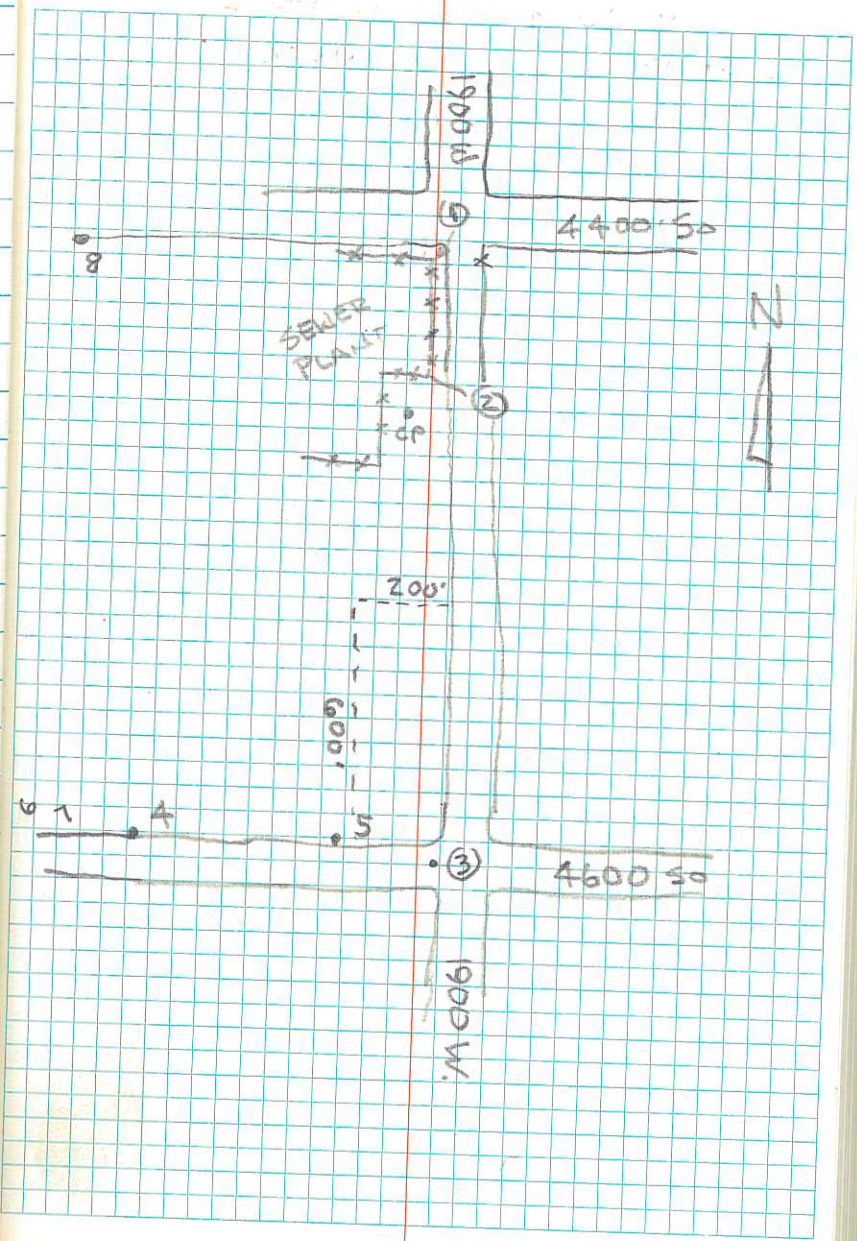 1900 W
①
4400 So
8
SEWER
PLANT
N
②
CP
200'
600'
6 7 4
5
③
4600 So
1900 W.